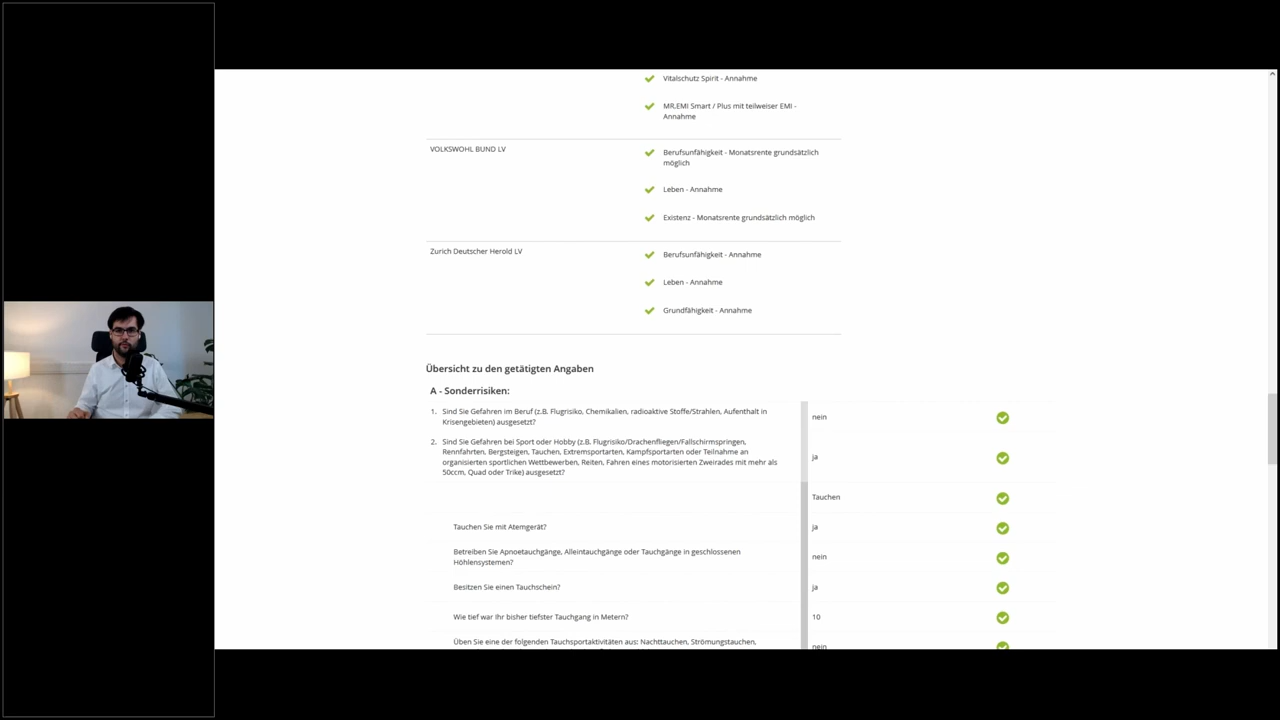 Vitalschutz Spirit - Annahme
MR.EMI Smart / Plus mit teilweiser EMI -
Annahme
VOLKSWOHL BUND LV
Berufsunfähigkeit - Monatsrente grundsätzlich
möglich
Leben - Annahme
Existenz - Monatsrente grundsätzlich möglich
Zurich Deutscher Herold LV
Berufsunfähigkeit - Annahme
Leben - Annahme
Grundfähigkeit - Annahme
Übersicht zu den getätigten Angaben
A - Sonderrisiken:
1. Sind Sie Gefahren im Beruf (z.B. Flugrisiko, Chemikalien, radioaktive Stoffe/Strahlen, Aufenthalt in
Krisengebieten) ausgesetzt?
nein
2. Sind Sie Gefahren bei Sport oder Hobby (z.B. Flugrisiko/Drachenfliegen/Fallschirmspringen,
Rennfahrten, Bergsteigen, Tauchen, Extremsportarten, Kampfsportarten oder Teilnahme an
organisierten sportlichen Wettbewerben, Reiten, Fahren eines motorisierten Zweirades mit mehr als
50ccm, Quad oder Trike) ausgesetzt?
ja
Tauchen
Tauchen Sie mit Atemgerät?
ja
Betreiben Sie Apnoetauchgänge, Alleintauchgänge oder Tauchgänge in geschlossenen
Höhlensystemen?
nein
Besitzen Sie einen Tauchschein?
ja
Wie tief war Ihr bisher tiefster Tauchgang in Metern?
10
Üben Sie eine der folgenden Tauchsportaktivitäten aus: Nachttauchen, Strömungstauchen,
nein